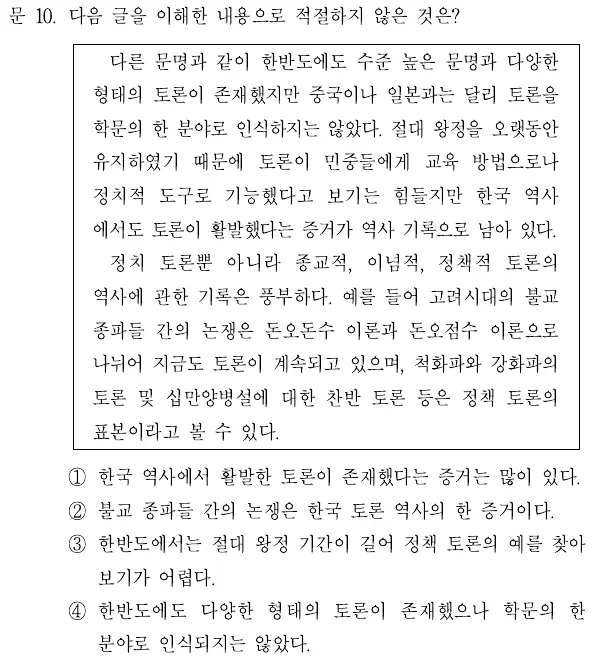 문 10. 다음 글을 이해한 내용으로 적절하지 않은 것은?
다른 문명과 같이 한반도에도 수준 높은 문명과 다양한
형태의 토론이 존재했지만 중국이나 일본과는 달리 토론을
학문의 한 분야로 인식하지는 않았다. 절대 왕정을 오랫동안
유지하였기 때문에 토론이 민중들에게 교육 방법으로나
정치적 도구로 기능했다고 보기는 힘들지만 한국 역사
에서도 토론이 활발했다는 증거가 역사 기록으로 남아 있다.
정치 토론뿐 아니라 종교적, 이념적, 정책적 토론의
역사에 관한 기록은 풍부하다. 예를 들어 고려시대의 불교
종파들 간의 논쟁은 돈오돈수 이론과 돈오점수 이론으로
나뉘어 지금도 토론이 계속되고 있으며, 척화파와 강화파의
토론 및 십만양병설에 대한 찬반 토론 등은 정책 토론의
표본이라고 볼 수 있다.
① 한국 역사에서 활발한 토론이 존재했다는 증거는 많이 있다.
② 불교 종파들 간의 논쟁은 한국 토론 역사의 한 증거이다.
③ 한반도에서는 절대 왕정 기간이 길어 정책 토론의 예를 찾아
보기가 어렵다.
④ 한반도에도 다양한 형태의 토론이 존재했으나 학문의 한
분야로 인식되지는 않았다.